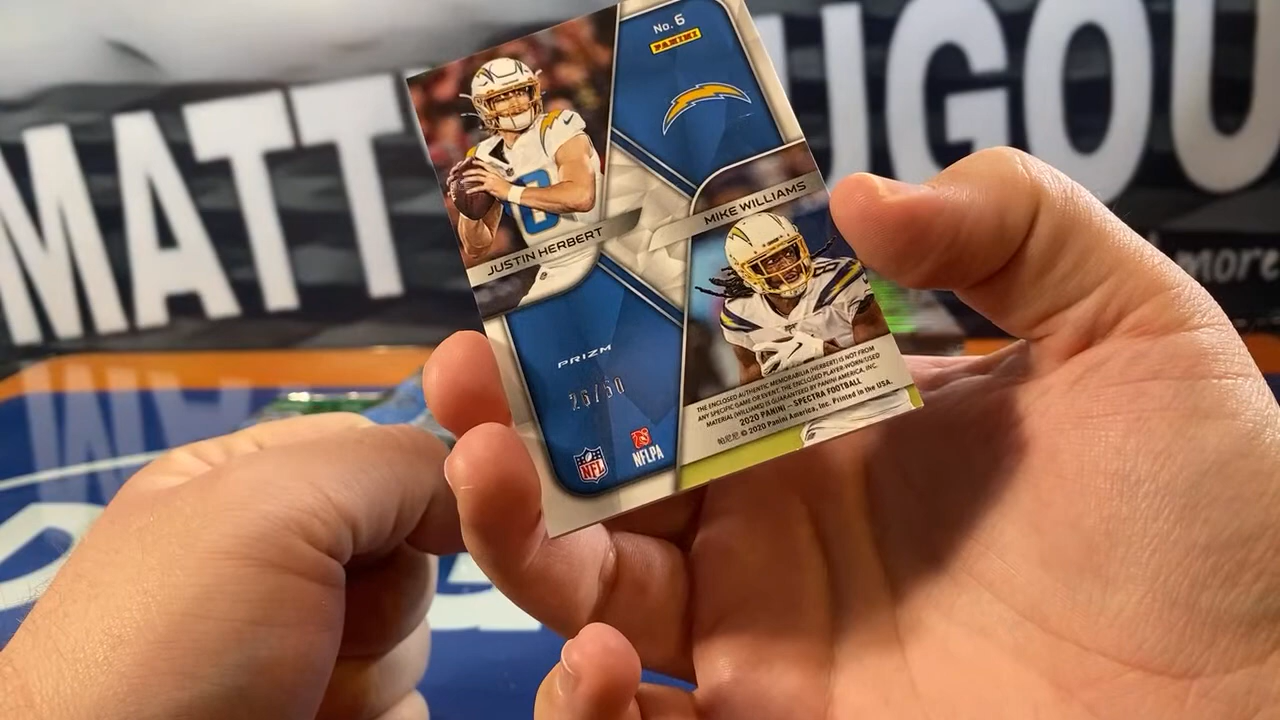 MATT UGOU
more
No. 6
PANINI
JUSTIN HERBERT
MIKE WILLIAMS
PRIZM
26/50
THE ENCLOSED AUTHENTIC MEMORABILIA (HERBERT) IS NOT FROM
ANY SPECIFIC GAME OR EVENT. THE ENCLOSED PLAYER-WORN/USED
MATERIAL (WILLIAMS) IS GUARANTEED BY PANINI AMERICA, INC.
2020 PANINI – SPECTRA FOOTBALL
© 2020 Panini America, Inc. Printed in the USA.
NFL
NFLPA